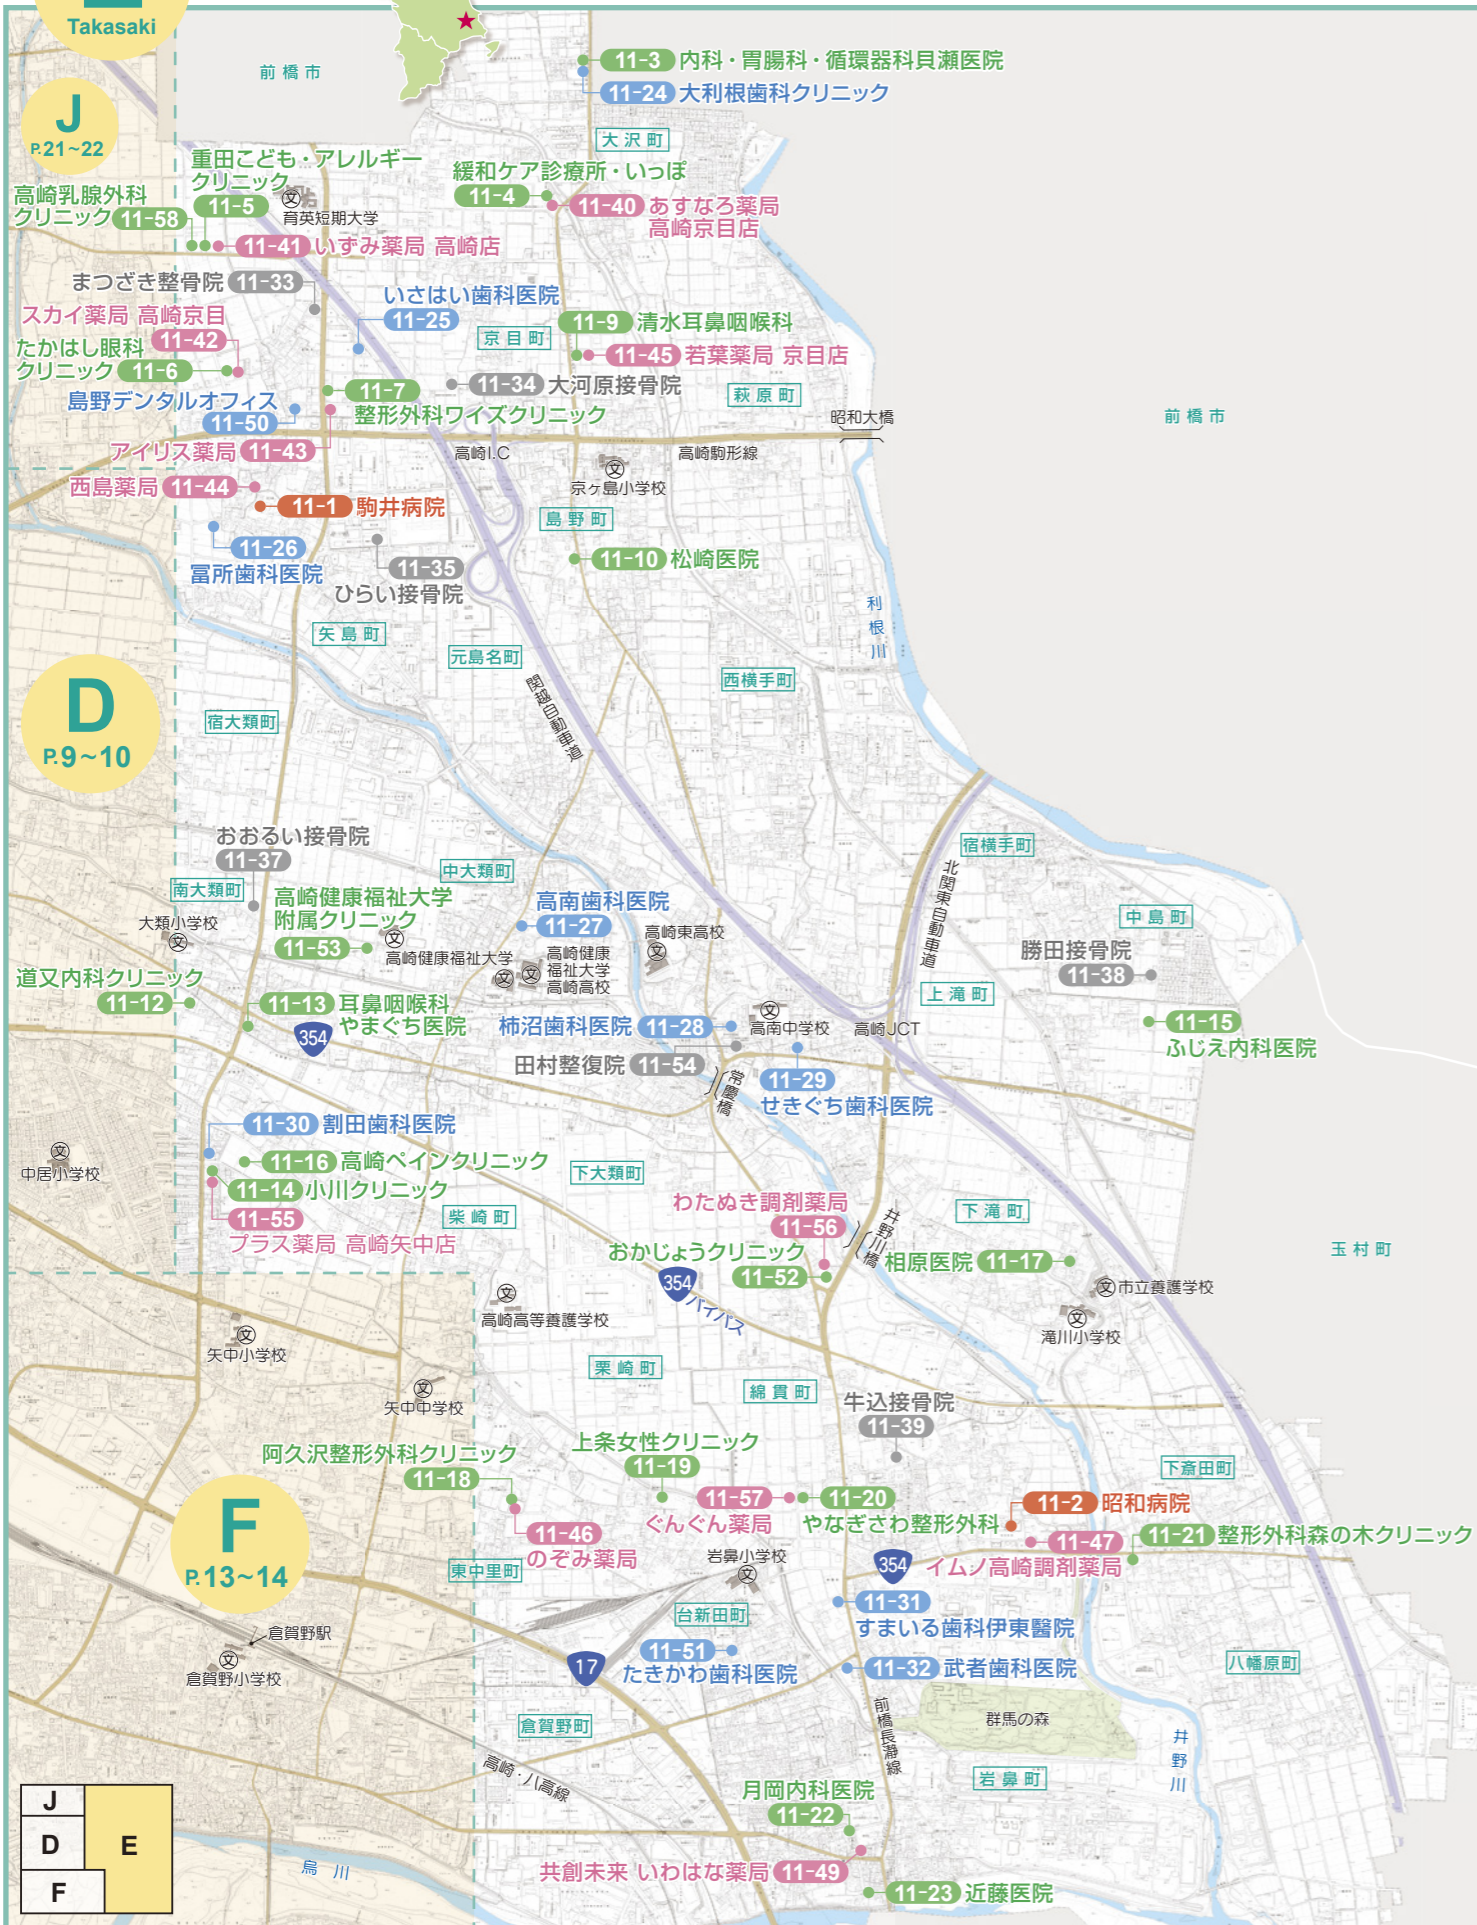 Takasaki
J
P.21~22
前橋市
11-3 内科・胃腸科・循環器科貝瀬医院
11-24 大利根歯科クリニック
大沢町
重田こども・アレルギー
クリニック
11-5
育英短期大学
緩和ケア診療所・いっぽ
11-4
11-40 あすなろ薬局
高崎京目店
高崎乳腺外科
クリニック 11-58
11-41 いずみ薬局 高崎店
まつざき整骨院 11-33
スカイ薬局 高崎京目
11-42
いさはい歯科医院
11-25
京目町
11-9 清水耳鼻咽喉科
11-45 若葉薬局 京目店
たかはし眼科
クリニック 11-6
11-34 大河原接骨院
萩原町
島野デンタルオフィス
11-50
11-7
整形外科ワイズクリニック
昭和大橋
前橋市
アイリス薬局 11-43
高崎I.C
高崎駒形線
文
京ヶ島小学校
西島薬局 11-44
11-1 駒井病院
島野町
11-26
冨所歯科医院
11-35
ひらい接骨院
11-10 松崎医院
利根川
矢島町
元島名町
西横手町
関越自動車道
D
P.9~10
宿大類町
おおるい接骨院
11-37
中大類町
宿横手町
北関東自動車道
南大類町
大類小学校
文
高崎健康福祉大学
附属クリニック
11-53
文
高崎健康福祉大学
文
高南歯科医院
11-27
高崎健康
福祉大学
高崎高校
文
高崎東高校
文
中島町
勝田接骨院
11-38
道又内科クリニック
11-12
11-13 耳鼻咽喉科
やまぐち医院
354
柿沼歯科医院 11-28
文
高南中学校
高崎JCT
上滝町
11-15
ふじえ内科医院
田村整復院 11-54
常慶橋
11-29
せきぐち歯科医院
11-30 割田歯科医院
文
中居小学校
11-16 高崎ペインクリニック
11-14 小川クリニック
11-55
プラス薬局 高崎矢中店
柴崎町
下大類町
わたぬき調剤薬局
11-56
井野川橋
下滝町
玉村町
おかじょうクリニック
11-52
相原医院 11-17
354
バイパス
文 市立養護学校
文
滝川小学校
文
高崎高等養護学校
文
矢中小学校
栗崎町
綿貫町
文
矢中中学校
牛込接骨院
11-39
阿久沢整形外科クリニック
11-18
上条女性クリニック
11-19
下斎田町
F
P.13~14
11-46
のぞみ薬局
11-57
ぐんぐん薬局
11-20
やなぎさわ整形外科
11-2 昭和病院
11-47
イムノ高崎調剤薬局
11-21 整形外科森の木クリニック
東中里町
岩鼻小学校
文
354
台新田町
11-31
すまいる歯科伊東醫院
倉賀野駅
文
倉賀野小学校
17
11-51
たきかわ歯科医院
11-32 武者歯科医院
八幡原町
倉賀野町
前橋長瀞線
群馬の森
井野川
高崎・八高線
岩鼻町
月岡内科医院
11-22
J
D
E
F
烏川
共創未来 いわはな薬局 11-49
11-23 近藤医院